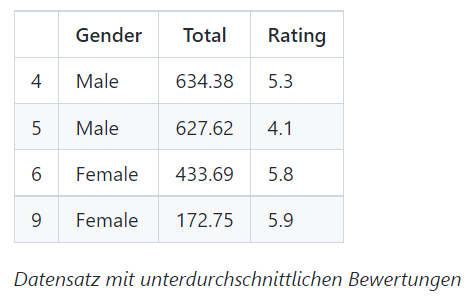 Gender Total Rating
4 Male 634.38 5.3
5 Male 627.62 4.1
6 Female 433.69 5.8
9 Female 172.75 5.9
Datensatz mit unterdurchschnittlichen Bewertungen